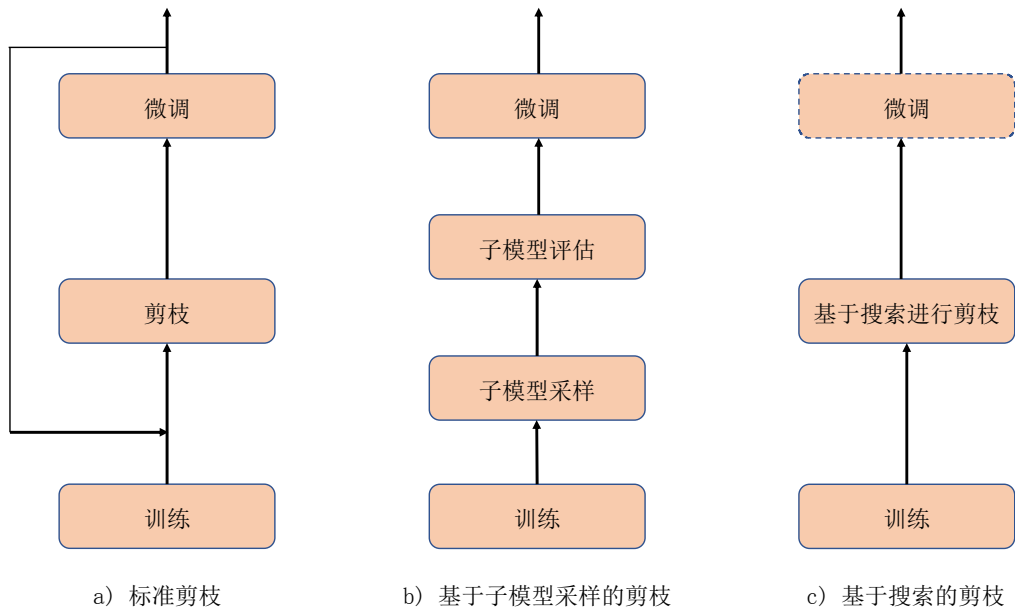 微调
剪枝
训练
a) 标准剪枝
微调
子模型评估
子模型采样
训练
b) 基于子模型采样的剪枝
微调
基于搜索进行剪枝
训练
c) 基于搜索的剪枝